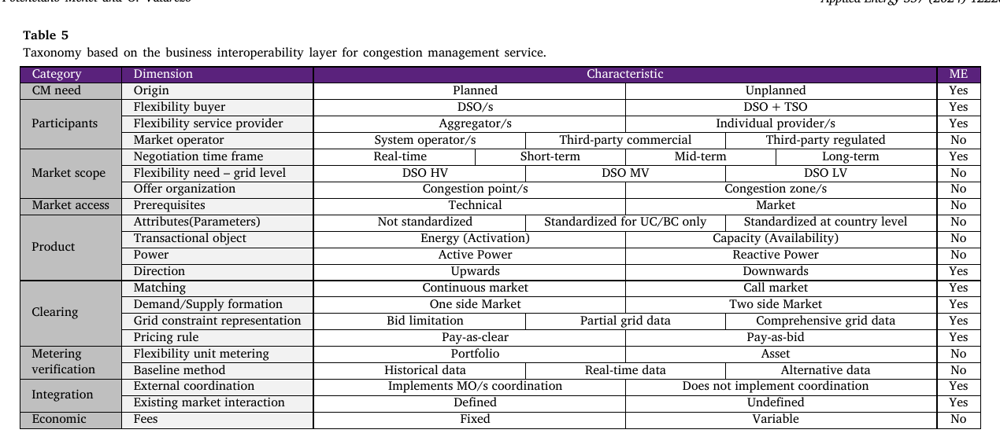 Table 5
Taxonomy based on the business interoperability layer for congestion management service.
Category Dimension Characteristic ME
CM need Origin Planned Unplanned Yes
Participants Flexibility buyer DSO/s DSO + TSO Yes
Flexibility service provider Aggregator/s Individual provider/s Yes
Market operator System operator/s Third-party commercial Third-party regulated No
Market scope Negotiation time frame Real-time Short-term Mid-term Long-term Yes
Flexibility need – grid level DSO HV DSO MV DSO LV No
Offer organization Congestion point/s Congestion zone/s No
Market access Prerequisites Technical Market No
Product Attributes(Parameters) Not standardized Standardized for UC/BC only Standardized at country level No
Transactional object Energy (Activation) Capacity (Availability) No
Power Active Power Reactive Power No
Direction Upwards Downwards Yes
Clearing Matching Continuous market Call market Yes
Demand/Supply formation One side Market Two side Market Yes
Grid constraint representation Bid limitation Partial grid data Comprehensive grid data Yes
Pricing rule Pay-as-clear Pay-as-bid Yes
Metering verification Flexibility unit metering Portfolio Asset No
Baseline method Historical data Real-time data Alternative data No
Integration External coordination Implements MO/s coordination Does not implement coordination Yes
Existing market interaction Defined Undefined Yes
Economic Fees Fixed Variable No